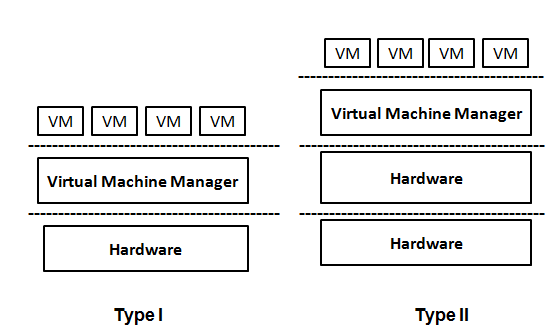 VM VM VM VM
Virtual Machine Manager
Hardware
Type I
VM VM VM VM
Virtual Machine Manager
Hardware
Hardware
Type II